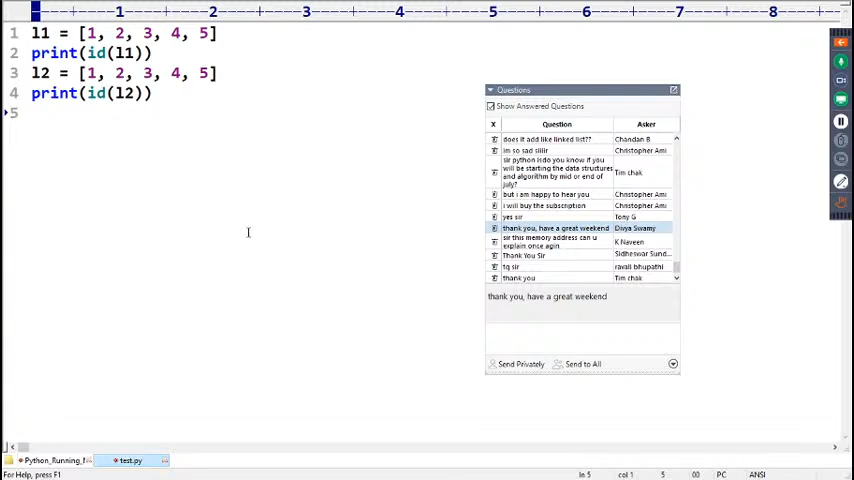 1 2 3 4 5 6 7 8
1 l1 = [1, 2, 3, 4, 5]
2 print(id(l1))
3 l2 = [1, 2, 3, 4, 5]
4 print(id(l2))
5
Questions
Show Answered Questions
X Question Asker
does it add like linked list?? Chandan B
im so sad siiir Christopher Ami
sir python isdo you know if you
will be starting the data structures
and algorithm by mid or end of Tim chak
july?
but i am happy to hear you Christopher Ami
i will buy the subscription Christopher Ami
yes sir Tony G
thank you, have a great weekend Divya Swamy
sir this memory address can u K Naveen
explain once agin
Thank You Sir Sidheswar Sund...
tq sir ravali bhupathi
thank you Tim chak
thank you, have a great weekend
Send Privately Send to All
test.py
For Help, press F1 ln 5 col 1 5 00 PC ANSI